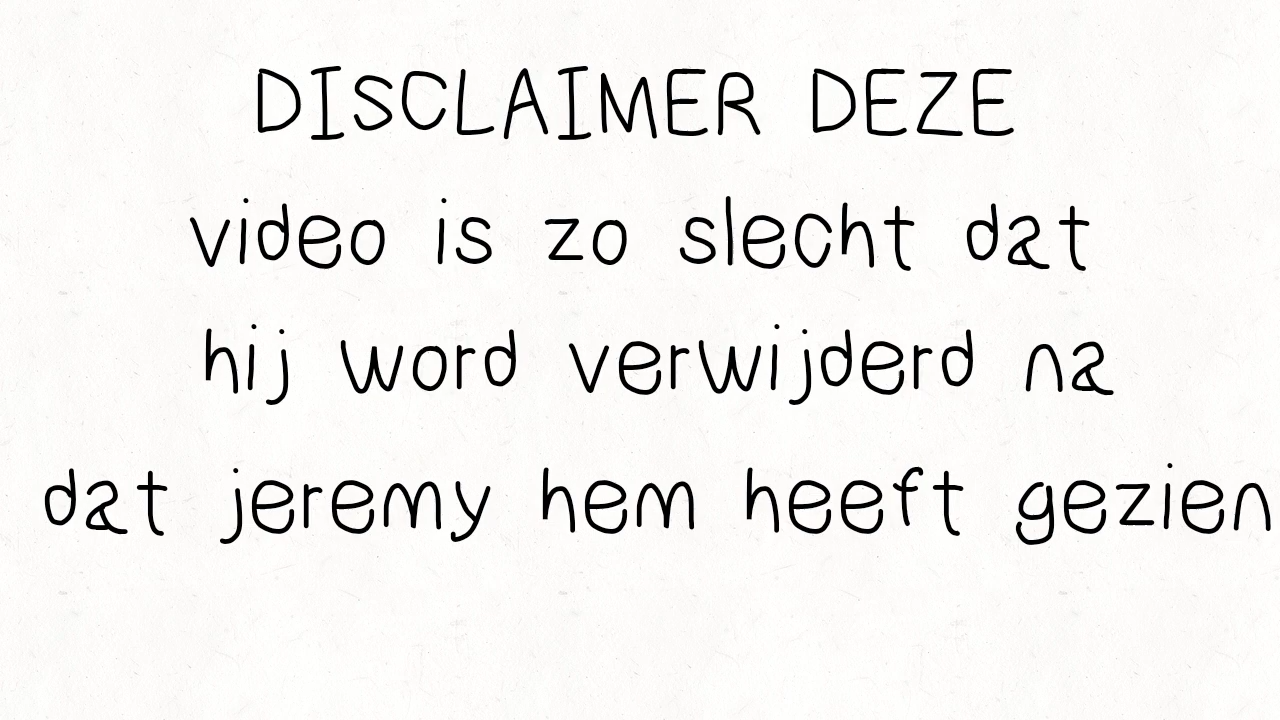 DISCLAIMER DEZE
video is zo slecht dat
hij word verwijderd na
dat jeremy hem heeft gezien